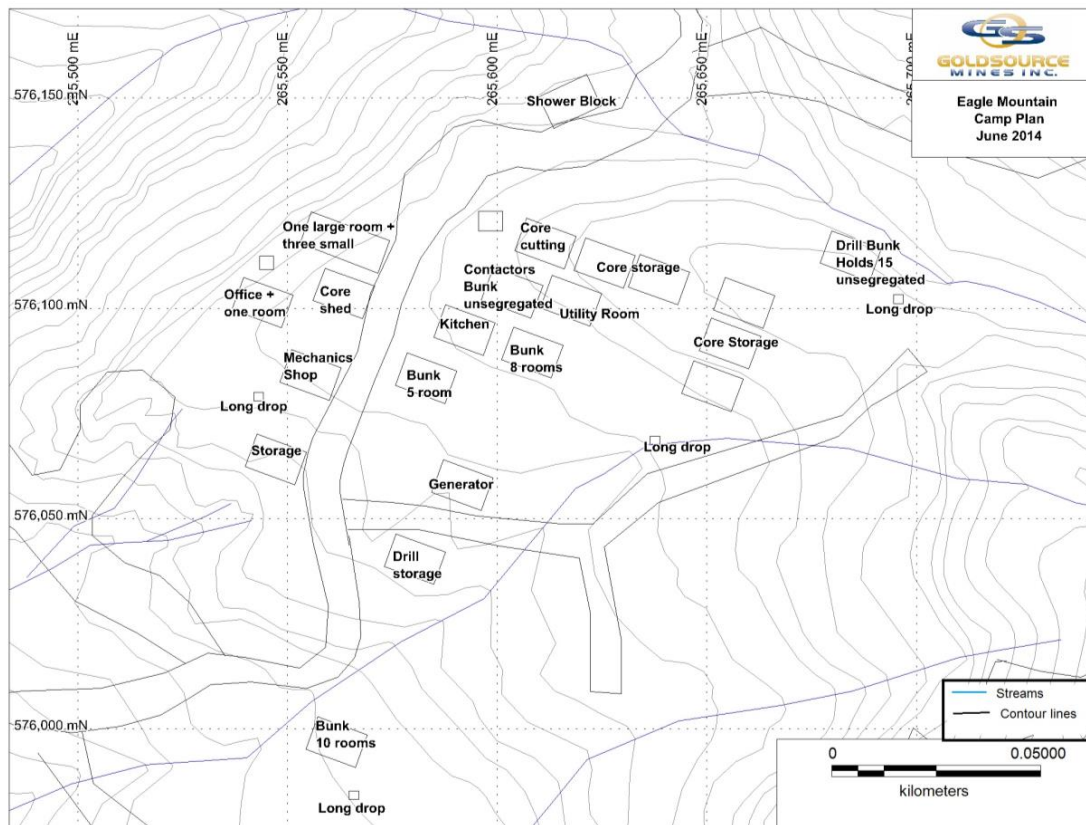 GSS
GOLDSOURCE
MINES INC.
Eagle Mountain
Camp Plan
June 2014
265,500 mE
265,550 mE
265,600 mE
265,650 mE
265,700 mE
576,150 mN
Shower Block
One large room +
three small
Core
cutting
Core storage
Drill Bunk
Holds 15
unsegregated
Contactors
Bunk
unsegregated
Office +
one room
Core
shed
576,100 mN
Utility Room
Long drop
Kitchen
Bunk
8 rooms
Core Storage
Mechanics
Shop
Bunk
5 room
Long drop
Storage
Long drop
Generator
576,050 mN
Drill
storage
576,000 mN
Bunk
10 rooms
Long drop
Streams
Contour lines
0 0.05000
kilometers